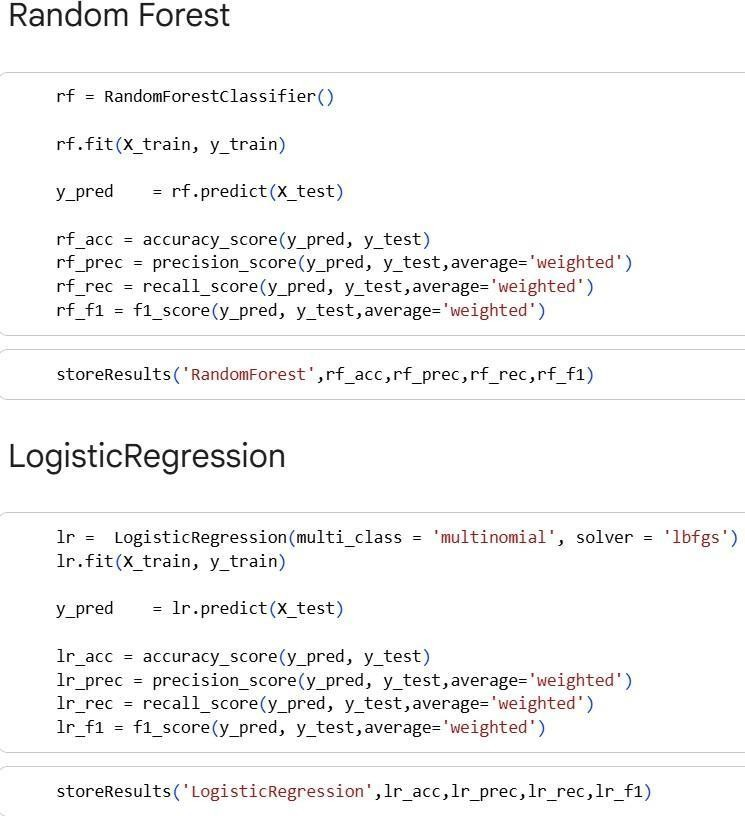 Random Forest
rf = RandomForestClassifier()
rf.fit(X_train, y_train)
y_pred    = rf.predict(X_test)
rf_acc = accuracy_score(y_pred, y_test)
rf_prec = precision_score(y_pred, y_test,average='weighted')
rf_rec = recall_score(y_pred, y_test,average='weighted')
rf_f1 = f1_score(y_pred, y_test,average='weighted')
storeResults('RandomForest',rf_acc,rf_prec,rf_rec,rf_f1)
LogisticRegression
lr =  LogisticRegression(multi_class = 'multinomial', solver = 'lbfgs')
lr.fit(X_train, y_train)
y_pred    = lr.predict(X_test)
lr_acc = accuracy_score(y_pred, y_test)
lr_prec = precision_score(y_pred, y_test,average='weighted')
lr_rec = recall_score(y_pred, y_test,average='weighted')
lr_f1 = f1_score(y_pred, y_test,average='weighted')
storeResults('LogisticRegression',lr_acc,lr_prec,lr_rec,lr_f1)